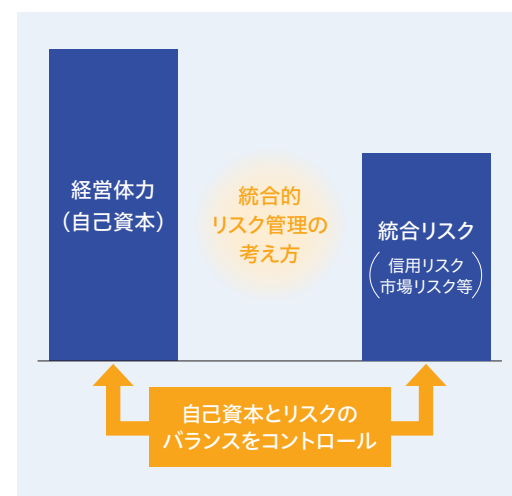 経営体力
（自己資本）
統合的
リスク管理の
考え方
統合リスク
（信用リスク
市場リスク等）
自己資本とリスクの
バランスをコントロール